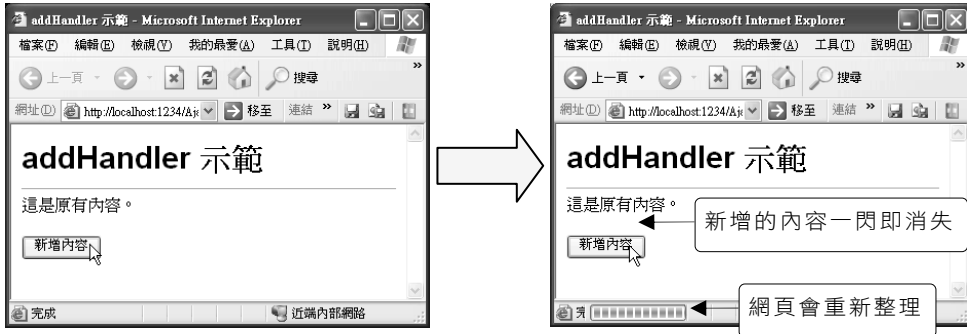 addHandler 示範 - Microsoft Internet Explorer
檔案(F) 編輯(E) 檢視(V) 我的最愛(A) 工具(T) 說明(H)
上一頁 搜尋 »
網址(D) http://localhost:1234/Aj 移至 連結 »
addHandler 示範
這是原有內容。
新增內容
完成 近端內部網路
addHandler 示範 - Microsoft Internet Explorer
檔案(F) 編輯(E) 檢視(V) 我的最愛(A) 工具(T) 說明(H)
上一頁 搜尋 »
網址(D) http://localhost:1234/Aj 移至 連結 »
addHandler 示範
這是原有內容。
新增的內容一閃即消失
新增內容
網頁會重新整理